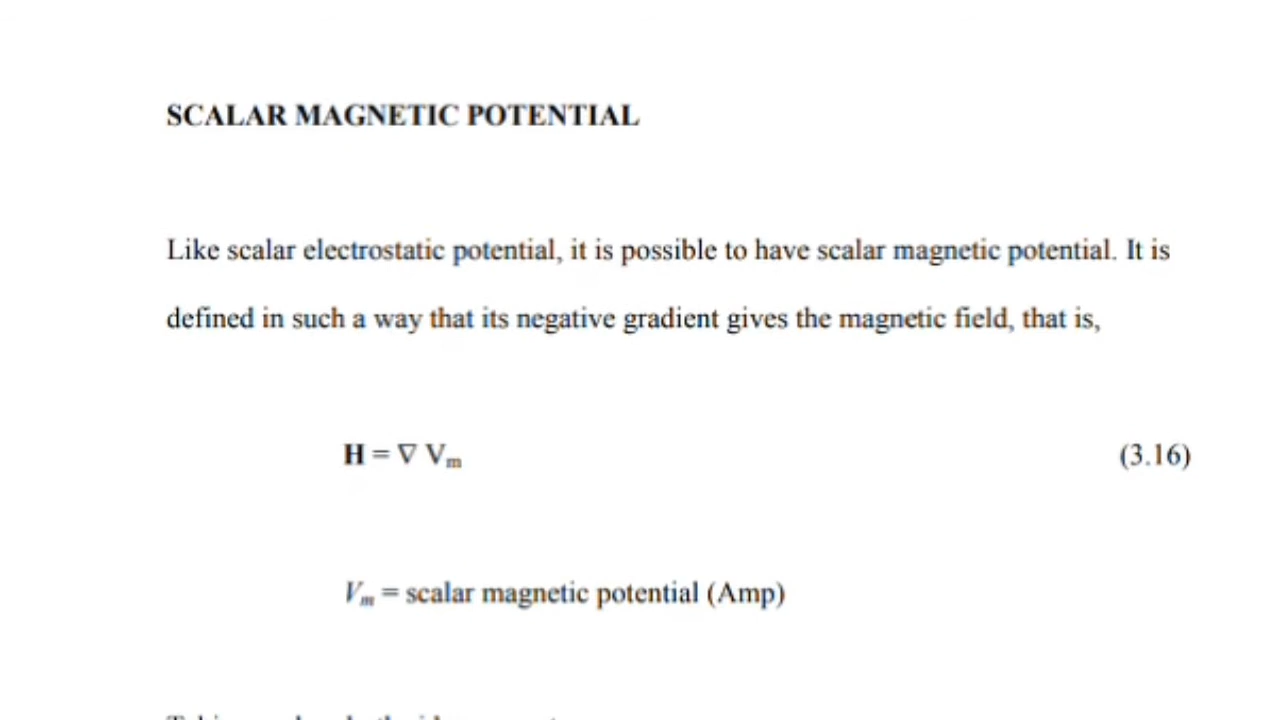 SCALAR MAGNETIC POTENTIAL
Like scalar electrostatic potential, it is possible to have scalar magnetic potential. It is
defined in such a way that its negative gradient gives the magnetic field, that is,
H = ∇ Vₘ (3.16)
Vₘ = scalar magnetic potential (Amp)